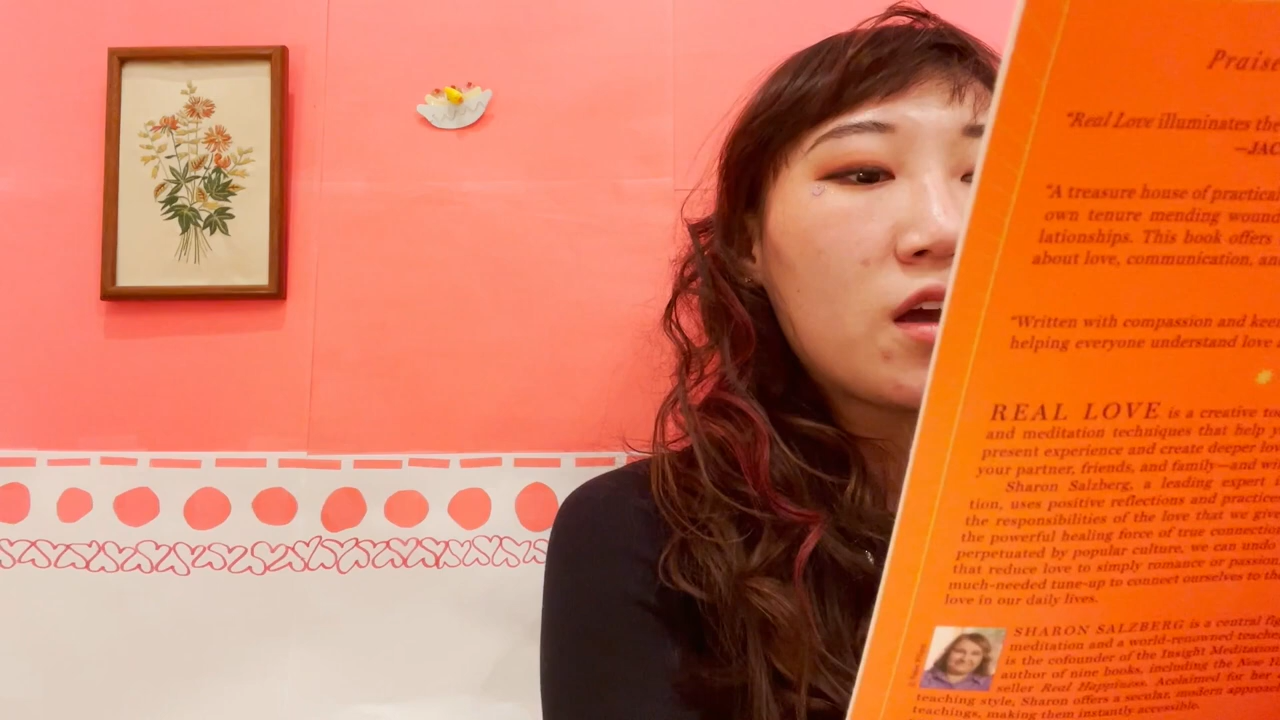 Praise
"Real Love illuminates the
—JAC
"A treasure house of practical
own tenure mending wound
lationships. This book offers
about love, communication, an
"Written with compassion and kee
helping everyone understand love
REAL LOVE is a creative to
and meditation techniques that help y
present experience and create deeper lov
your partner, friends, and family—and wi
Sharon Salzberg, a leading expert
tion, uses positive reflections and practice
the responsibilities of the love that we give
the powerful healing force of true connection
perpetuated by popular culture, we can undo
that reduce love to simply romance or passion,
much-needed tune-up to connect ourselves to the
love in our daily lives.
SHARON SALZBERG is a central fig
meditation and a world-renowned teache
is the cofounder of the Insight Meditation
author of nine books, including the New Y
seller Real Happiness. Acclaimed for her
teaching style, Sharon offers a secular, modern approac
teachings, making them instantly accessible.